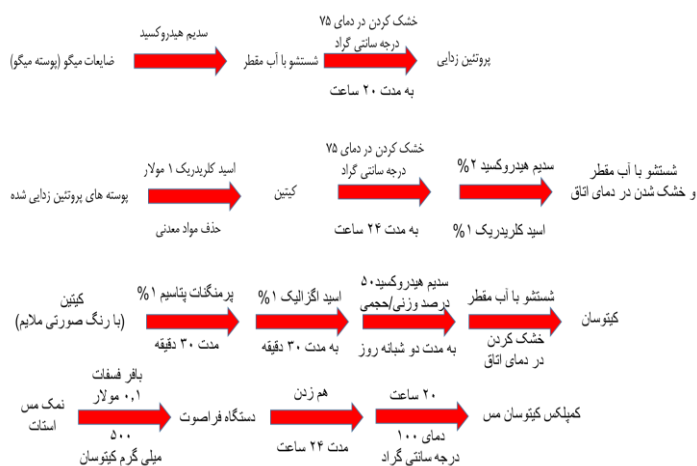 ضایعات میگو (پوسته میگو)
سدیم هیدروکسید
شستشو با آب مقطر
خشک کردن در دمای ۷۵
درجه سانتی گراد
به مدت ۲۰ ساعت
پروتئین زدایی
پوسته های پروتئین زدایی شده
اسید کلریدریک ۱ مولار
حذف مواد معدنی
کیتین
خشک کردن در دمای ۷۵
درجه سانتی گراد
به مدت ۲۴ ساعت
سدیم هیدروکسید ۲%
اسید کلریدریک ۱%
شستشو با آب مقطر
و خشک شدن در دمای اتاق
کیتین
(با رنگ صورتی ملایم)
پرمنگنات پتاسیم ۱%
مدت ۳۰ دقیقه
اسید اگزالیک ۱%
به مدت ۳۰ دقیقه
سدیم هیدروکسید۵۰
درصد وزنی/حجمی
به مدت دو شبانه روز
شستشو با آب مقطر
خشک
کردن
در دمای اتاق
کیتوسان
نمک مس
استات
بافر فسفات
۰,۱ مولار
۵۰۰
میلی گرم کیتوسان
دستگاه فراصوت
هم زدن
مدت ۲۴ ساعت
۲۰ ساعت
دمای ۱۰۰
درجه سانتی گراد
کمپلکس کیتوسان مس